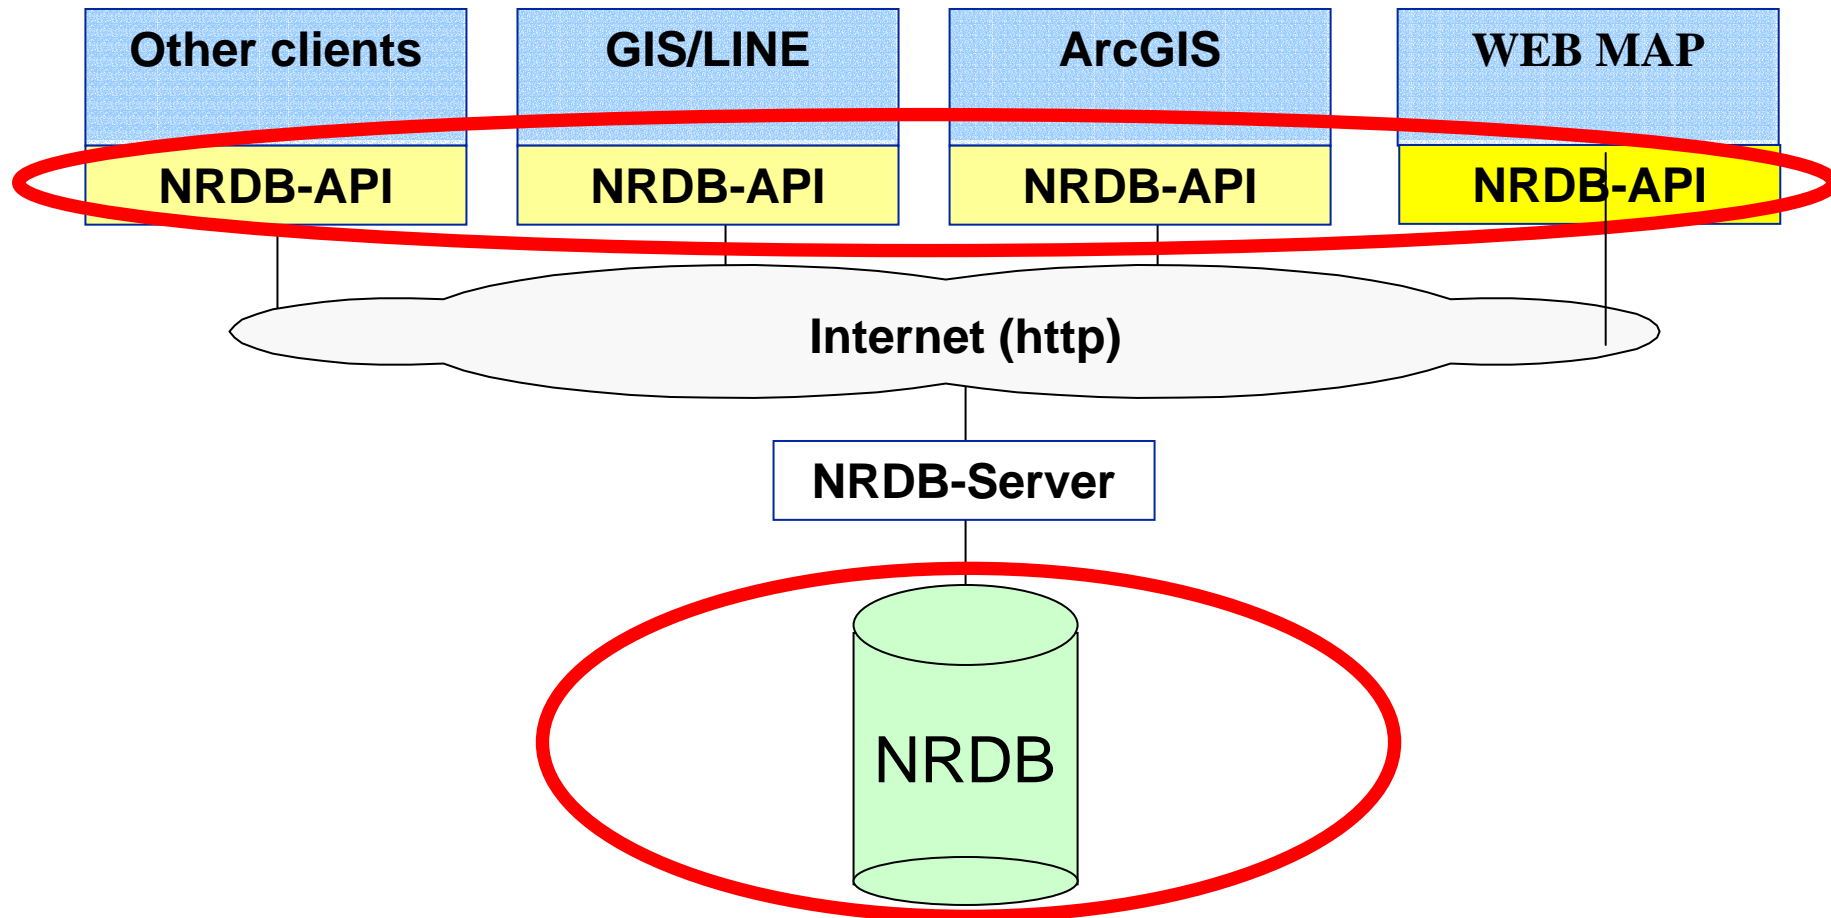 Other clients
GIS/LINE
ArcGIS
WEB MAP
NRDB-API
NRDB-API
NRDB-API
NRDB-API
Internet (http)
NRDB-Server
NRDB